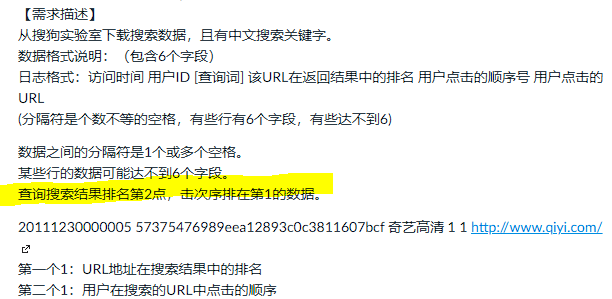 【需求描述】
从搜狗实验室下载搜索数据，且有中文搜索关键字。
数据格式说明：（包含6个字段）
日志格式：访问时间 用户ID [查询词] 该URL在返回结果中的排名 用户点击的顺序号 用户点击的
URL
(分隔符是个数不等的空格，有些行有6个字段，有些达不到6)
数据之间的分隔符是1个或多个空格。
某些行的数据可能达不到6个字段。
查询搜索结果排名第2点，击次序排在第1的数据。
20111230000005 57375476989eea12893c0c3811607bcf 奇艺高清 1 1 http://www.qiyi.com/
第一个1：URL地址在搜索结果中的排名
第二个1：用户在搜索的URL中点击的顺序